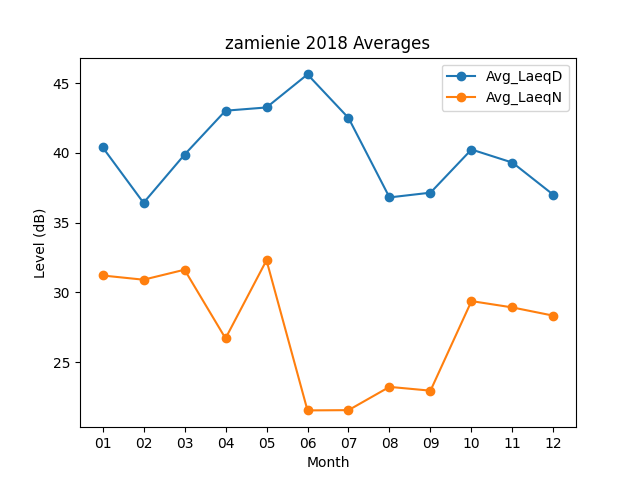 zamienie 2018 Averages
Avg_LaeqD
Avg_LaeqN
Level (dB)
45
40
35
30
25
01 02 03 04 05 06 07 08 09 10 11 12
Month